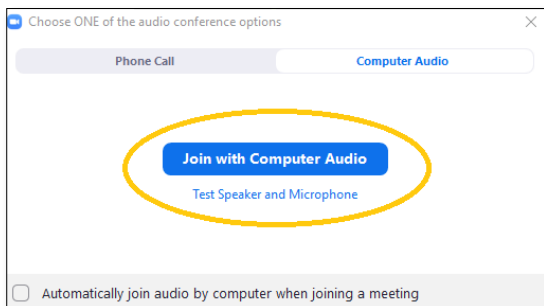 Choose ONE of the audio conference options
Phone Call
Computer Audio
Join with Computer Audio
Test Speaker and Microphone
Automatically join audio by computer when joining a meeting